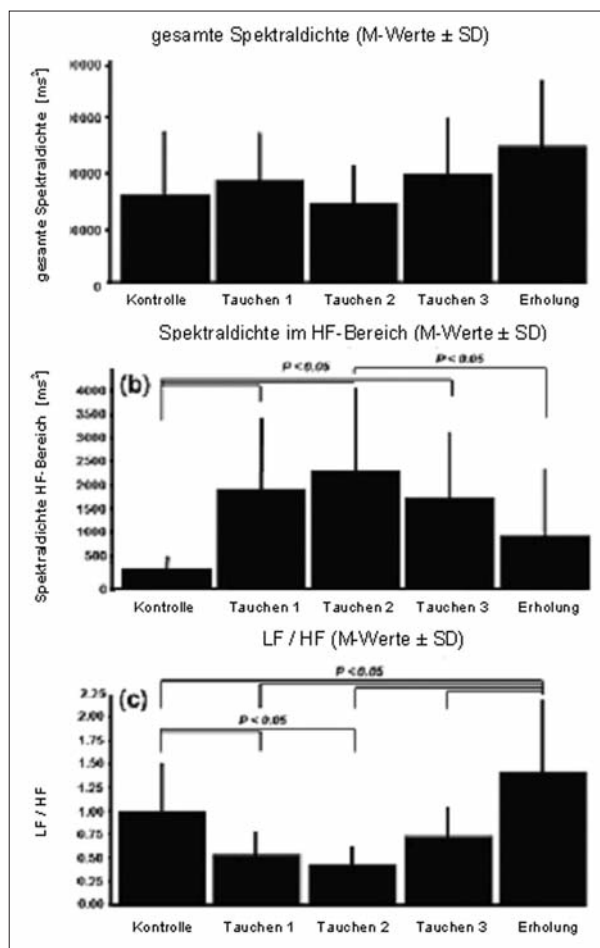 gesamte Spektraldichte (M-Werte ± SD)
gesamte Spektraldichte [ms²]
0
Kontrolle Tauchen 1 Tauchen 2 Tauchen 3 Erholung
Spektraldichte im HF-Bereich (M-Werte ± SD)
P < 0.05
P < 0.05
(b)
Spektraldichte HF-Bereich [ms²]
4000
3500
3000
2500
2000
1500
1000
500
0
Kontrolle Tauchen 1 Tauchen 2 Tauchen 3 Erholung
LF / HF (M-Werte ± SD)
P < 0.05
(c)
P < 0.05
LF / HF
2.25
2.00
1.75
1.50
1.25
1.00
0.75
0.50
0.25
0.00
Kontrolle Tauchen 1 Tauchen 2 Tauchen 3 Erholung